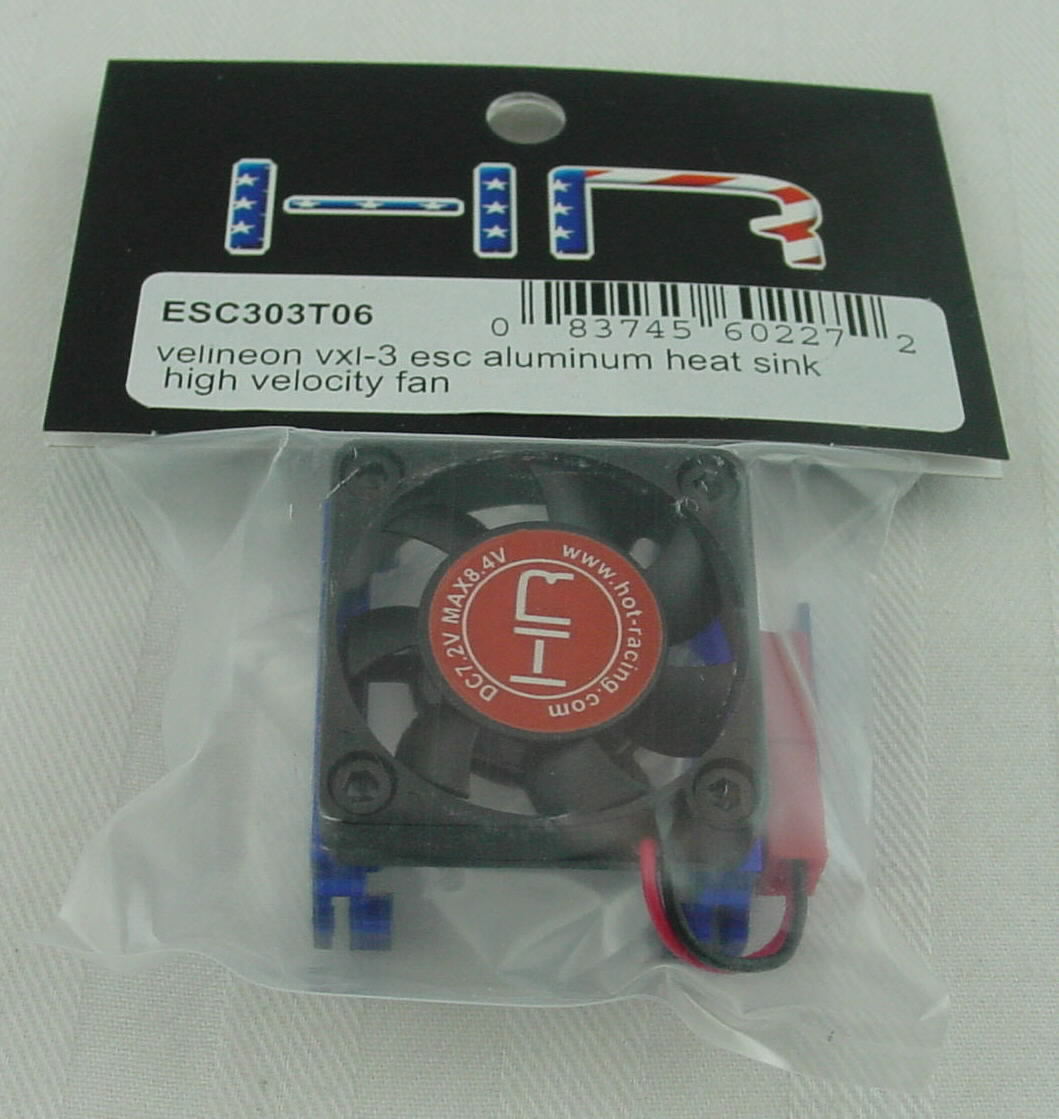 HR
ESC303T06
0 83745 60227 2
velineon vxl-3 esc aluminum heat sink
high velocity fan
DC7.2V MAX8.4V
www.hot-racing.com
HR